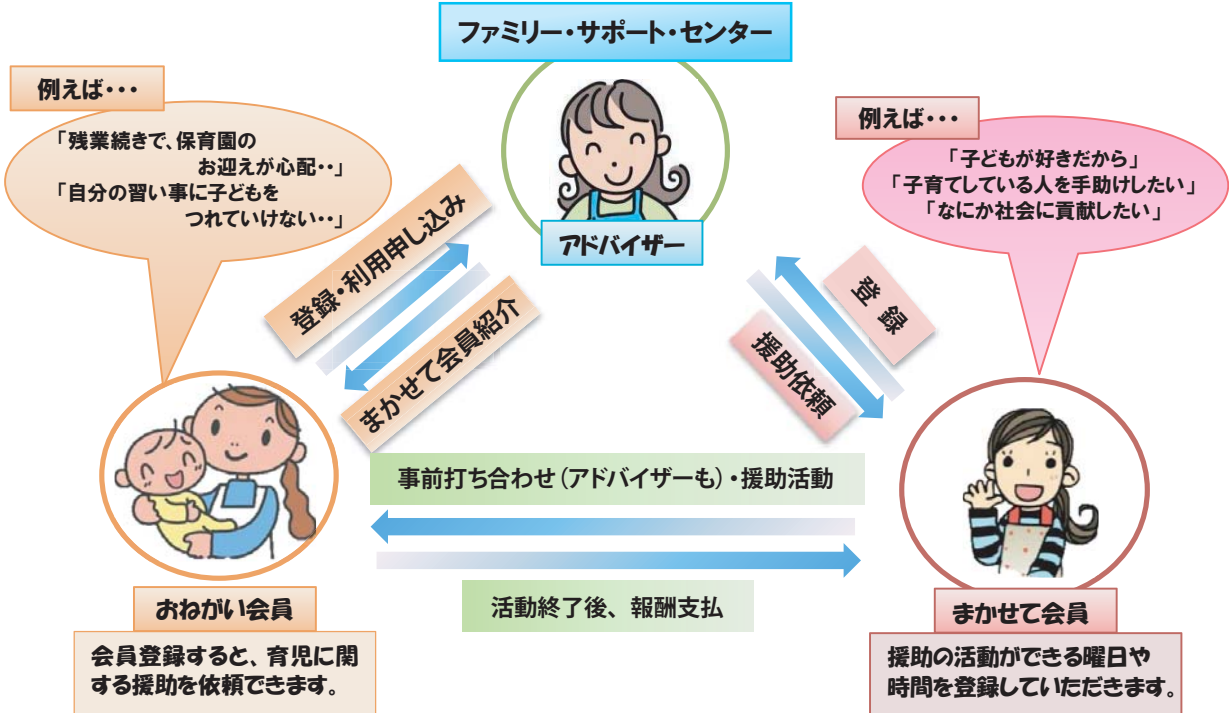 ファミリー・サポート・センター
アドバイザー
例えば・・・
「残業続きで、保育園の
お迎えが心配・・」
「自分の習い事に子どもを
つれていけない・・」
例えば・・・
「子どもが好きだから」
「子育てしている人を手助けしたい」
「なにか社会に貢献したい」
登録・利用申し込み
まかせて会員紹介
登録
援助依頼
事前打ち合わせ(アドバイザーも)・援助活動
活動終了後、報酬支払
おねがい会員
会員登録すると、育児に関
する援助を依頼できます。
まかせて会員
援助の活動ができる曜日や
時間を登録していただきます。